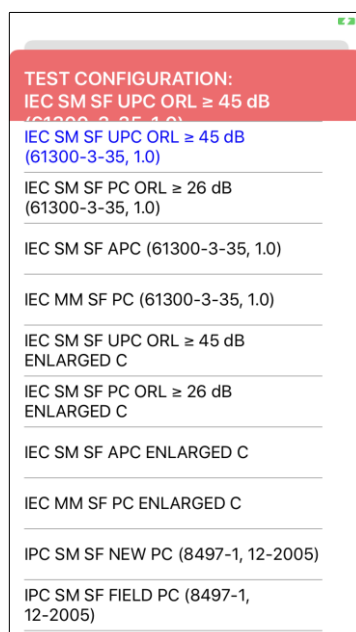 TEST CONFIGURATION:
IEC SM SF UPC ORL ≥ 45 dB
(61300-3-35, 1.0)
IEC SM SF UPC ORL ≥ 45 dB
(61300-3-35, 1.0)
IEC SM SF PC ORL ≥ 26 dB
(61300-3-35, 1.0)
IEC SM SF APC (61300-3-35, 1.0)
IEC MM SF PC (61300-3-35, 1.0)
IEC SM SF UPC ORL ≥ 45 dB
ENLARGED C
IEC SM SF PC ORL ≥ 26 dB
ENLARGED C
IEC SM SF APC ENLARGED C
IEC MM SF PC ENLARGED C
IPC SM SF NEW PC (8497-1, 12-2005)
IPC SM SF FIELD PC (8497-1,
12-2005)